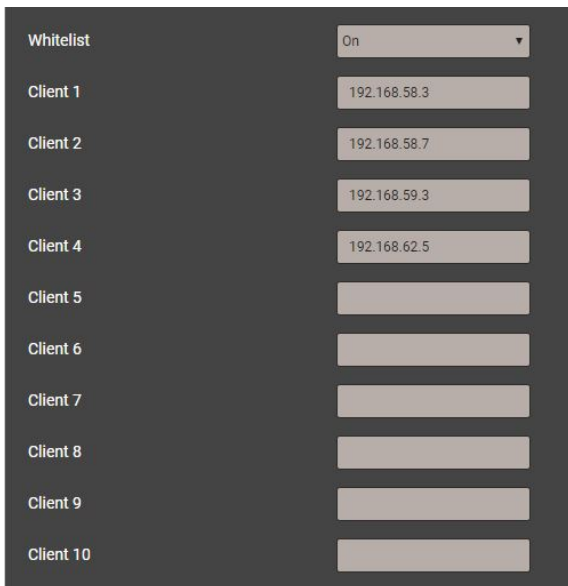 Whitelist On
Client 1 192.168.58.3
Client 2 192.168.58.7
Client 3 192.168.59.3
Client 4 192.168.62.5
Client 5
Client 6
Client 7
Client 8
Client 9
Client 10